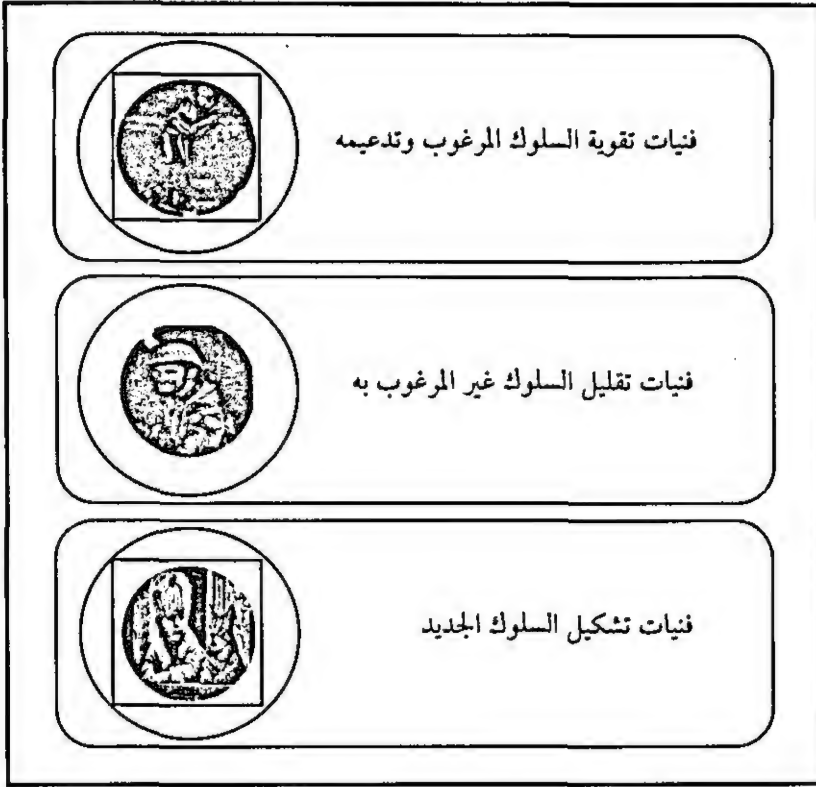 فنيات تقوية السلوك المرغوب وتدعيمه
فنيات تقليل السلوك غير المرغوب به
فنيات تشكيل السلوك الجديد